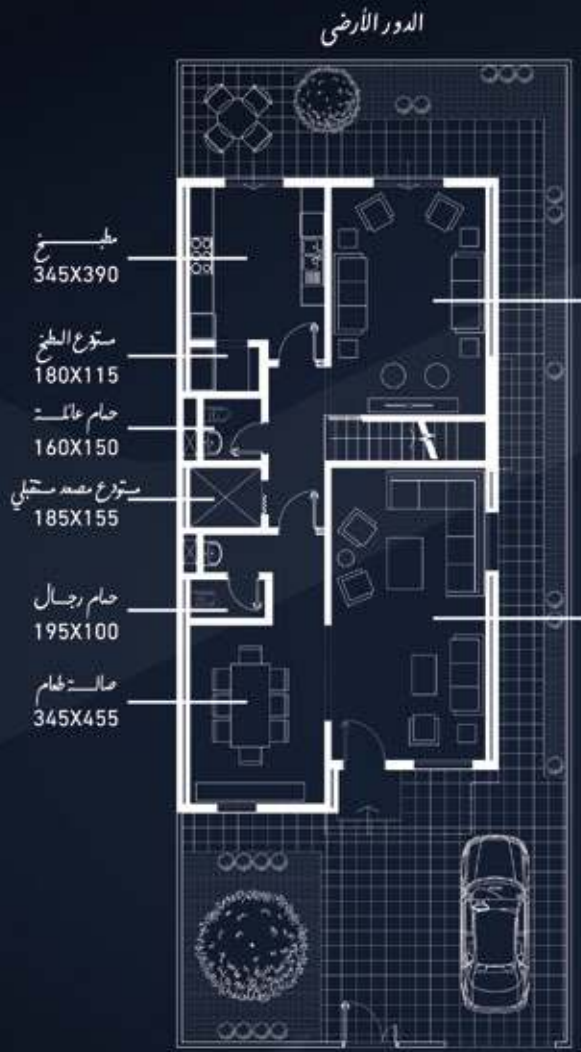 الدور الأرضي
مطبخ
345X390
مستودع المطبخ
180X115
حمام عائلة
160X150
مستودع مصعد مستقبلي
185X155
حمام رجال
195X100
صالة طعام
345X455